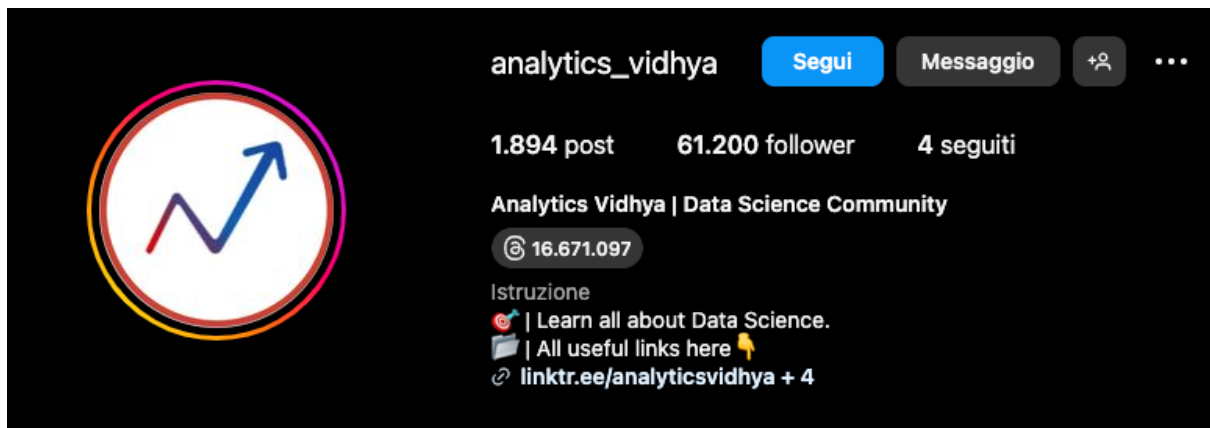 analytics_vidhya Segui Messaggio
1.894 post 61.200 follower 4 seguiti
Analytics Vidhya | Data Science Community
16.671.097
Istruzione
🎯 | Learn all about Data Science.
📂 | All useful links here👇
linktr.ee/analyticsvidhya + 4